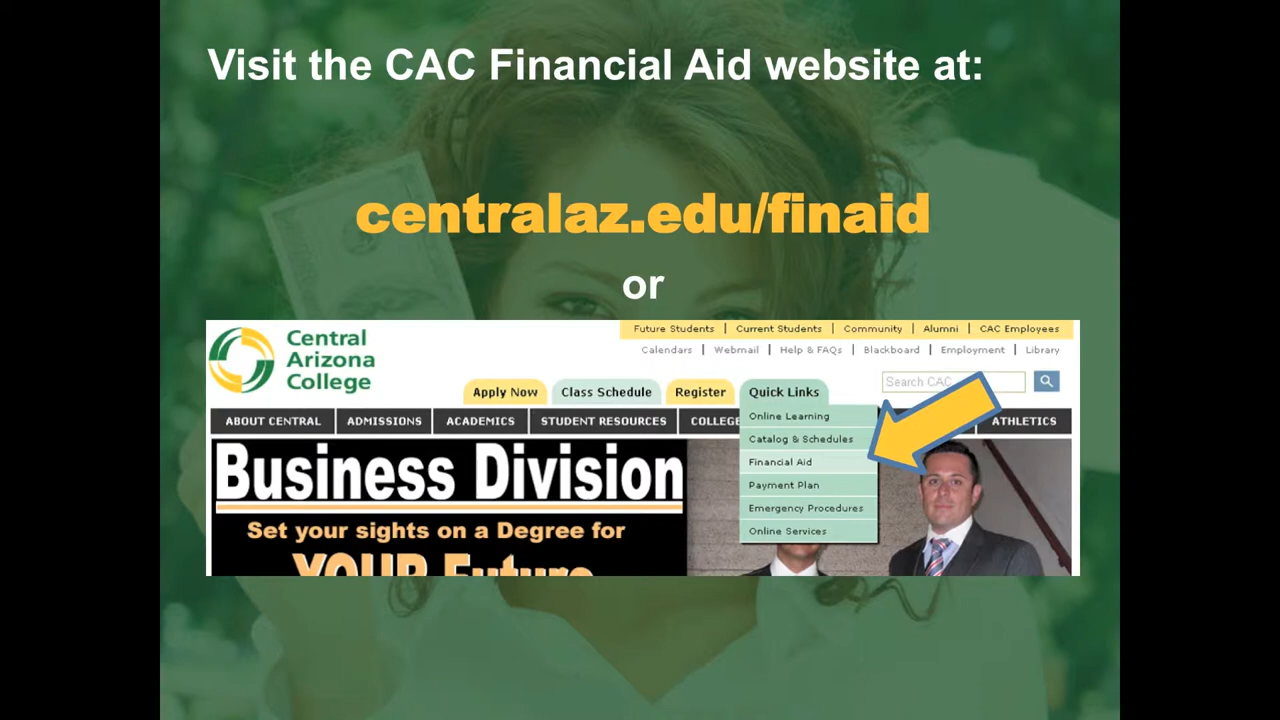 Visit the CAC Financial Aid website at:
centralaz.edu/finaid
or
Central
Arizona
College
Future Students | Current Students | Community | Alumni | CAC Employees
Calendars | Webmail | Help & FAQs | Blackboard | Employment | Library
Search CAC
Apply Now Class Schedule Register Quick Links
ABOUT CENTRAL ADMISSIONS ACADEMICS STUDENT RESOURCES COLLEGE ATHLETICS
Online Learning
Catalog & Schedules
Financial Aid
Payment Plan
Emergency Procedures
Online Services
Business Division
Set your sights on a Degree for
YOUR Future